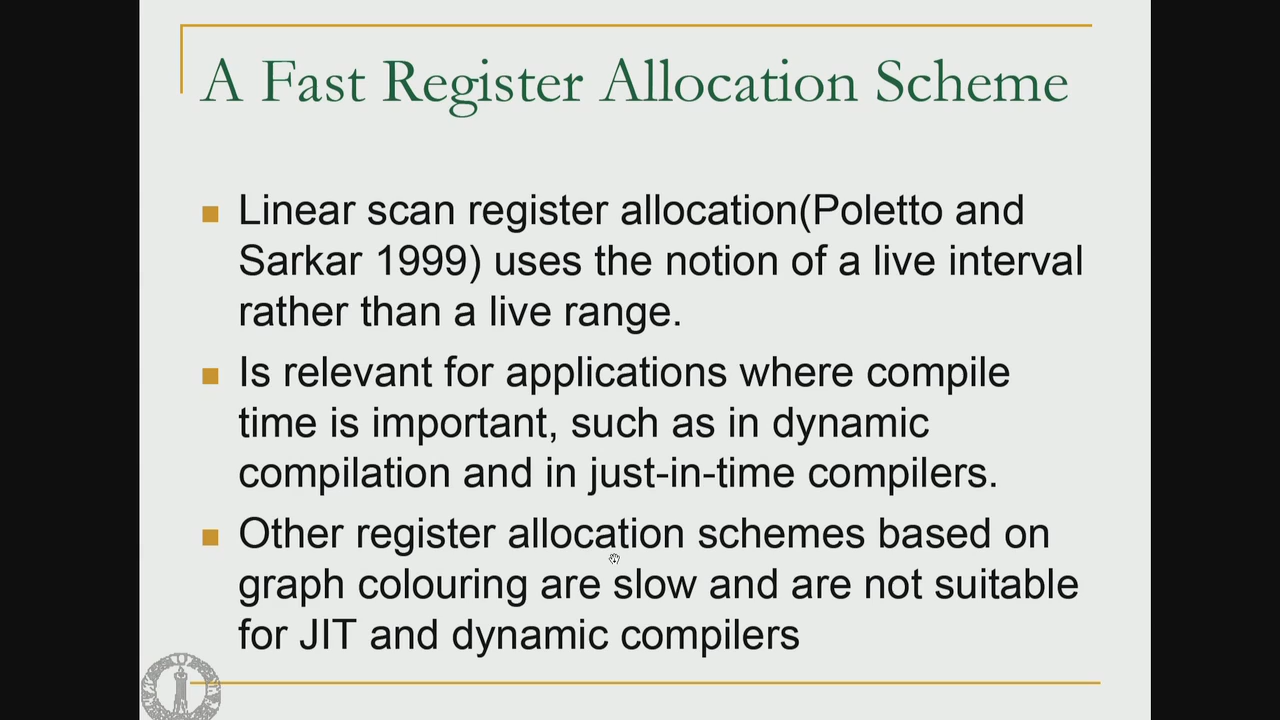 A Fast Register Allocation Scheme
Linear scan register allocation(Poletto and
Sarkar 1999) uses the notion of a live interval
rather than a live range.
Is relevant for applications where compile
time is important, such as in dynamic
compilation and in just-in-time compilers.
Other register allocation schemes based on
graph colouring are slow and are not suitable
for JIT and dynamic compilers